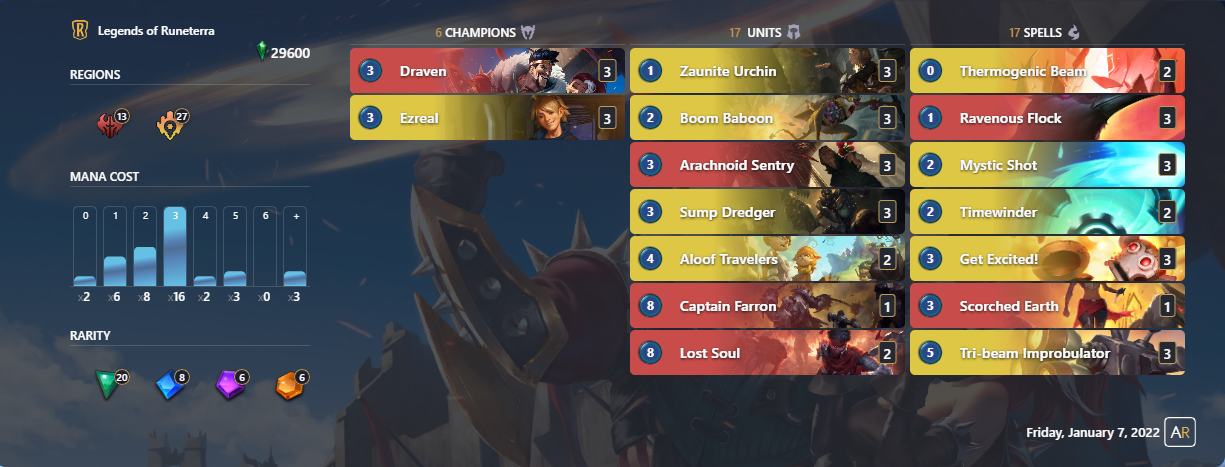 Legends of Runeterra
29600
REGIONS
13 27
MANA COST
0 1 2 3 4 5 6 +
x2 x6 x8 x16 x2 x3 x0 x3
RARITY
20 8 6 6
6 CHAMPIONS
3 Draven 3
3 Ezreal 3
17 UNITS
1 Zaunite Urchin 3
2 Boom Baboon 3
3 Arachnoid Sentry 3
3 Sump Dredger 3
4 Aloof Travelers 2
8 Captain Farron 1
8 Lost Soul 2
17 SPELLS
0 Thermogenic Beam 2
1 Ravenous Flock 3
2 Mystic Shot 3
2 Timewinder 2
3 Get Excited! 3
3 Scorched Earth 1
5 Tri-beam Improbulator 3
Friday, January 7, 2022 AR